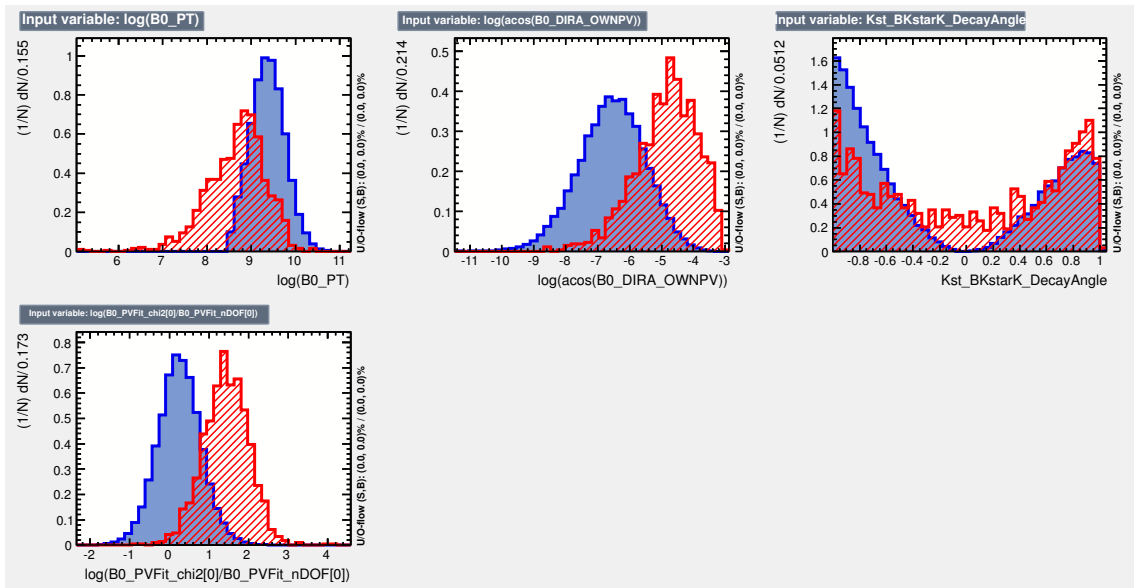 Input variable: log(B0_PT)
(1/N) dN/0.155
1
0.8
0.6
0.4
0.2
0
6 7 8 9 10 11
log(B0_PT)
U/O-flow (S,B): (0.0, 0.0)% / (0.0, 0.0)%
Input variable: log(acos(B0_DIRA_OWNPV))
(1/N) dN/0.214
0.5
0.4
0.3
0.2
0.1
0
-11 -10 -9 -8 -7 -6 -5 -4 -3
log(acos(B0_DIRA_OWNPV))
U/O-flow (S,B): (0.0, 0.0)% / (0.0, 0.0)%
Input variable: Kst_BKstarK_DecayAngle
(1/N) dN/0.0512
1.6
1.4
1.2
1
0.8
0.6
0.4
0.2
0
-0.8 -0.6 -0.4 -0.2 0 0.2 0.4 0.6 0.8 1
Kst_BKstarK_DecayAngle
U/O-flow (S,B): (0.0, 0.0)% / (0.0, 0.0)%
Input variable: log(B0_PVFit_chi2[0]/B0_PVFit_nDOF[0])
(1/N) dN/0.173
0.8
0.7
0.6
0.5
0.4
0.3
0.2
0.1
0
-2 -1 0 1 2 3 4
log(B0_PVFit_chi2[0]/B0_PVFit_nDOF[0])
U/O-flow (S,B): (0.0, 0.0)% / (0.0, 0.0)%